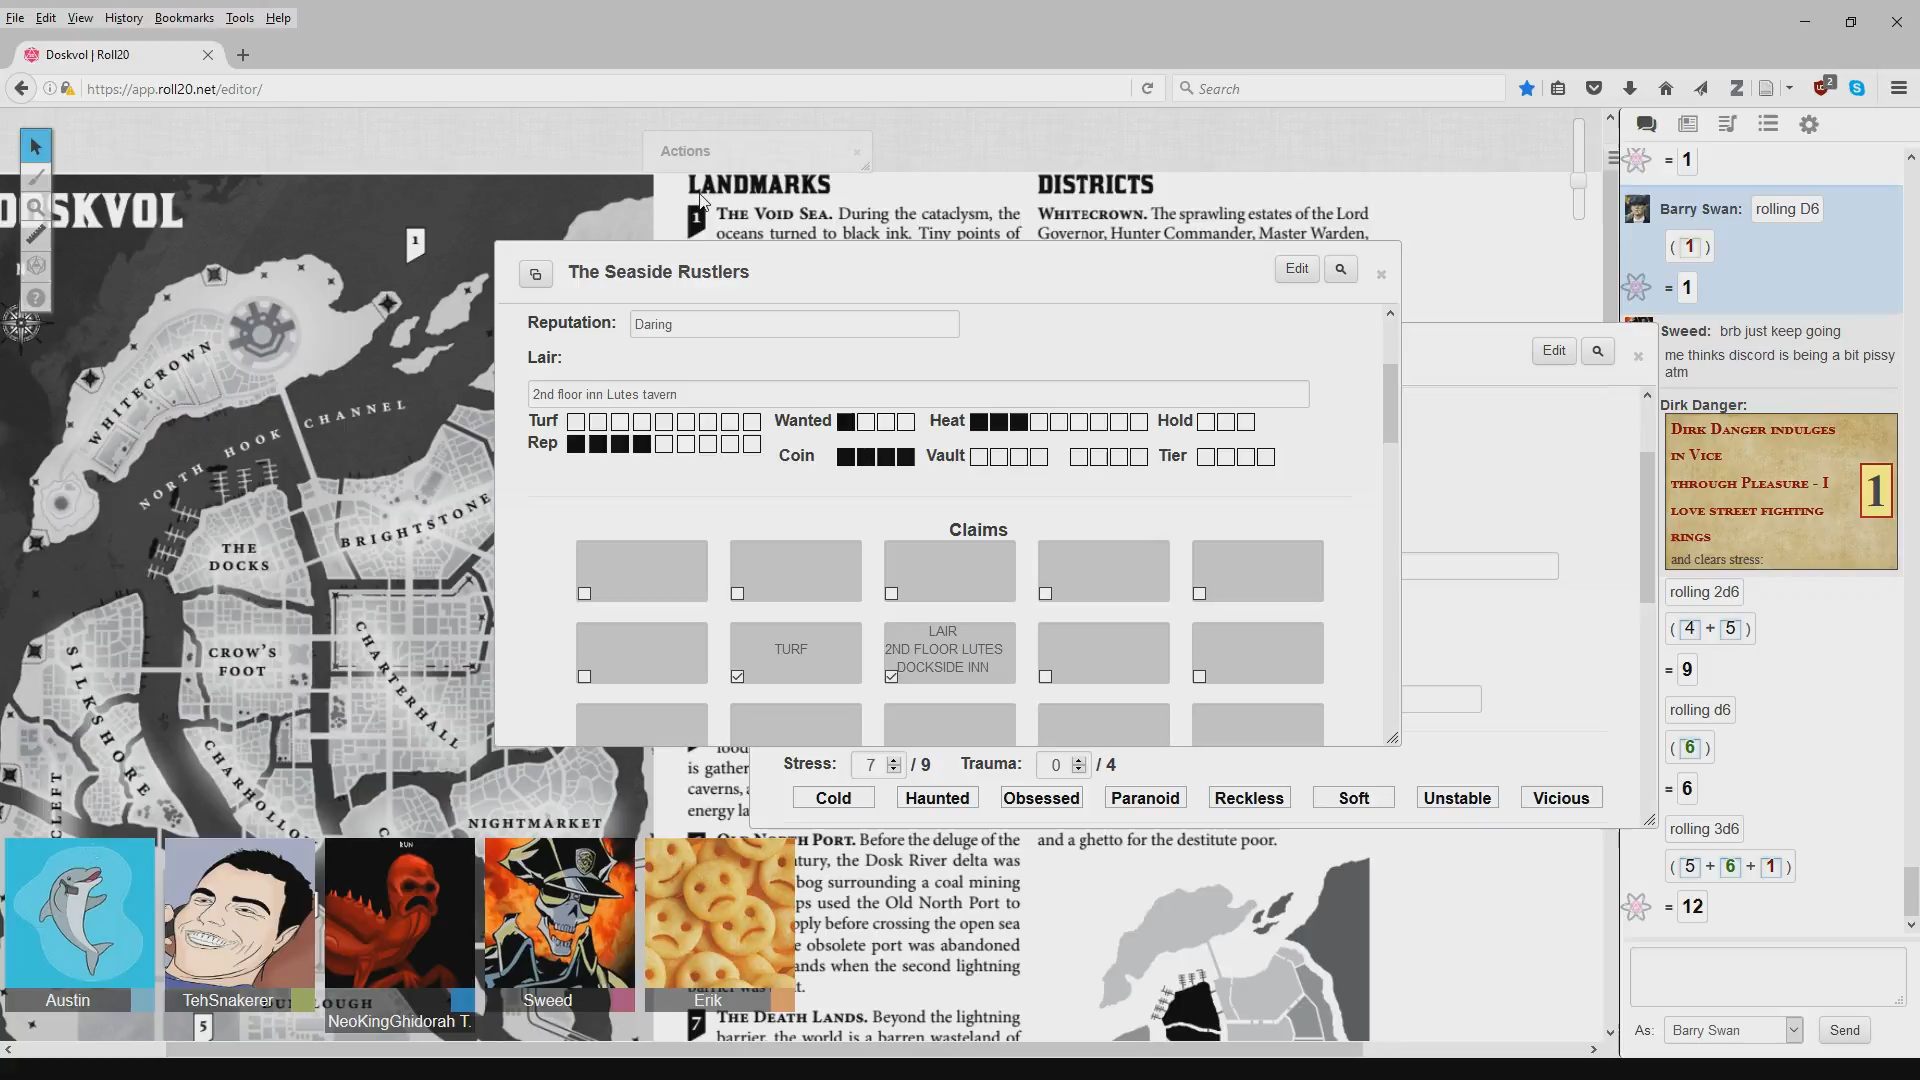 File Edit View History Bookmarks Tools Help
Doskvol | Roll20
https://app.roll20.net/editor/
Search
2
Actions
DOSKVOL
1
WHITECROWN
NORTH HOOK CHANNEL
THE
DOCKS
BRIGHTSTONE
CROW'S
FOOT
CHARTERHALL
SILKSHORE
NIGHTMARKET
5
LANDMARKS
1 THE VOID SEA. During the cataclysm, the
oceans turned to black ink. Tiny points of
DISTRICTS
WHITECROWN. The sprawling estates of the Lord
Governor, Hunter Commander, Master Warden,
The Seaside Rustlers
Edit
Reputation: Daring
Lair:
2nd floor inn Lutes tavern
Turf Wanted Heat Hold
Rep
Coin Vault Tier
Claims
TURF
LAIR
2ND FLOOR LUTES
DOCKSIDE INN
Edit
Stress: 7 / 9 Trauma: 0 / 4
Cold Haunted Obsessed Paranoid Reckless Soft Unstable Vicious
is gather
caverns, a
energy la
H PORT. Before the deluge of the
tury, the Dosk River delta was
bog surrounding a coal mining
ps used the Old North Port to
pply before crossing the open sea
e obsolete port was abandoned
ands when the second lightning
7 THE DEATH LANDS. Beyond the lightning
barrier, the world is a barren wasteland of
and a ghetto for the destitute poor.
RUN
Austin
TehSnakerer
NeoKingGhidorah T.
Sweed
Erik
= 1
Barry Swan: rolling D6
( 1 )
= 1
Sweed: brb just keep going
me thinks discord is being a bit pissy
atm
Dirk Danger:
DIRK DANGER INDULGES
IN VICE
THROUGH PLEASURE - I
LOVE STREET FIGHTING
RINGS
1
and clears stress:
rolling 2d6
( 4 + 5 )
= 9
rolling d6
( 6 )
= 6
rolling 3d6
( 5 + 6 + 1 )
= 12
As: Barry Swan
Send